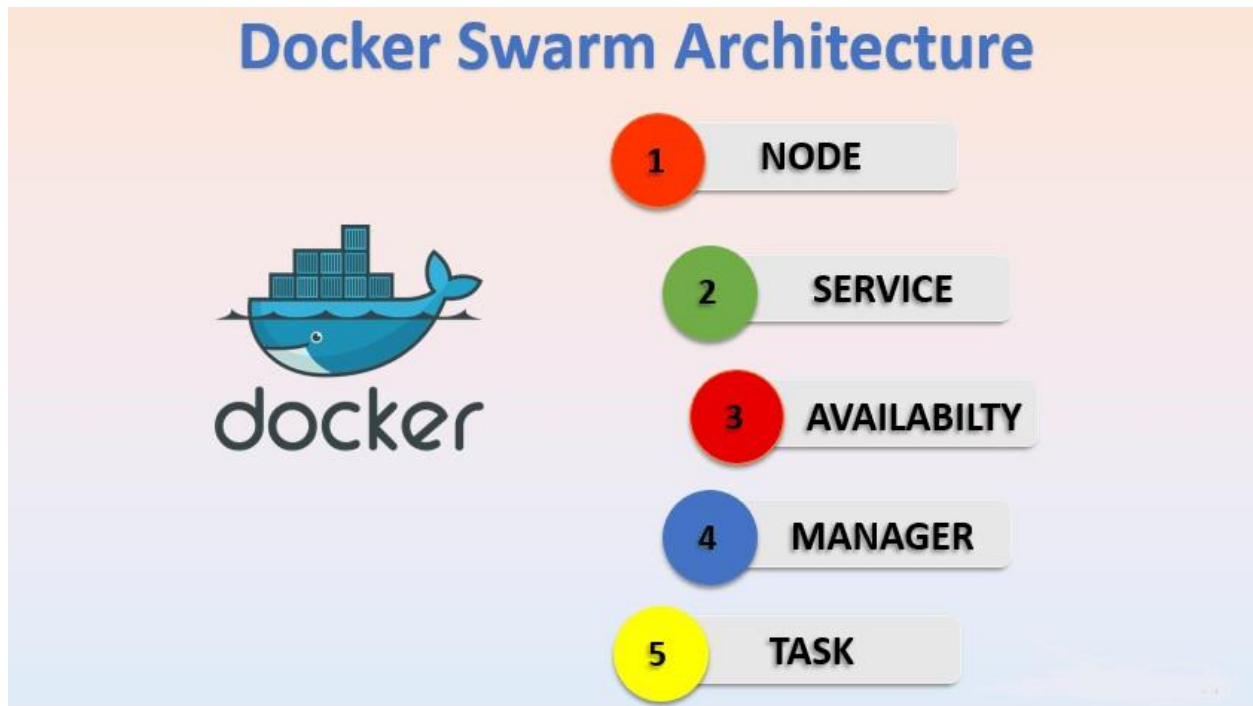 Docker Swarm Architecture
1 NODE
2 SERVICE
docker
3 AVAILABILTY
4 MANAGER
5 TASK